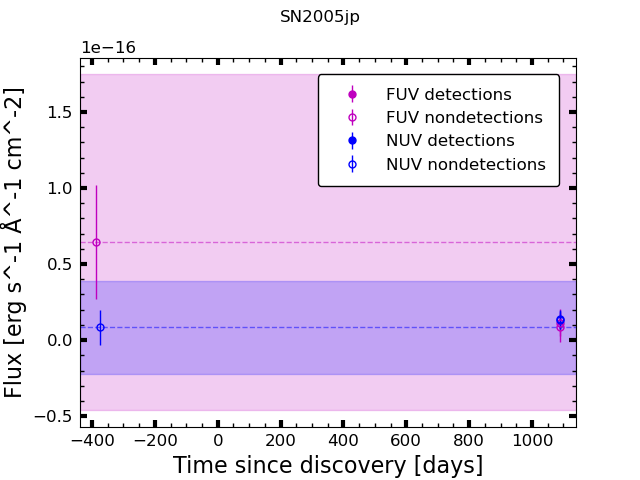 SN2005jp
1e−16
FUV detections
FUV nondetections
NUV detections
NUV nondetections
1.5
1.0
0.5
0.0
−0.5
Flux [erg s^-1 Å^-1 cm^-2]
−400 −200 0 200 400 600 800 1000
Time since discovery [days]